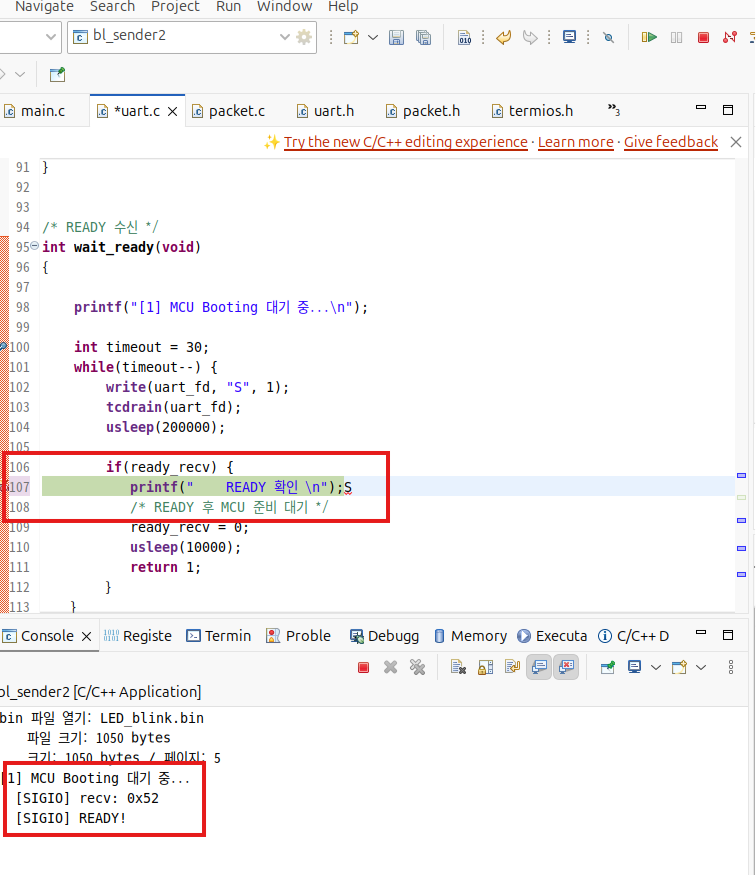 Navigate Search Project Run Window Help
bl_sender2
main.c *uart.c packet.c uart.h packet.h termios.h »3
Try the new C/C++ editing experience · Learn more · Give feedback
91 }
92
93
94 /* READY 수신 */
95 int wait_ready(void)
96 {
97
98 printf("[1] MCU Booting 대기 중...\n");
99
100 int timeout = 30;
101 while(timeout--) {
102 write(uart_fd, "S", 1);
103 tcdrain(uart_fd);
104 usleep(200000);
105
106 if(ready_recv) {
107 printf("    READY 확인 \n");S
108 /* READY 후 MCU 준비 대기 */
109 ready_recv = 0;
110 usleep(10000);
111 return 1;
112 }
113 }
Console Registe Termin Proble Debugg Memory Executa C/C++ D
bl_sender2 [C/C++ Application]
bin 파일 열기: LED_blink.bin
파일 크기: 1050 bytes
크기: 1050 bytes / 페이지: 5
[1] MCU Booting 대기 중...
[SIGIO] recv: 0x52
[SIGIO] READY!